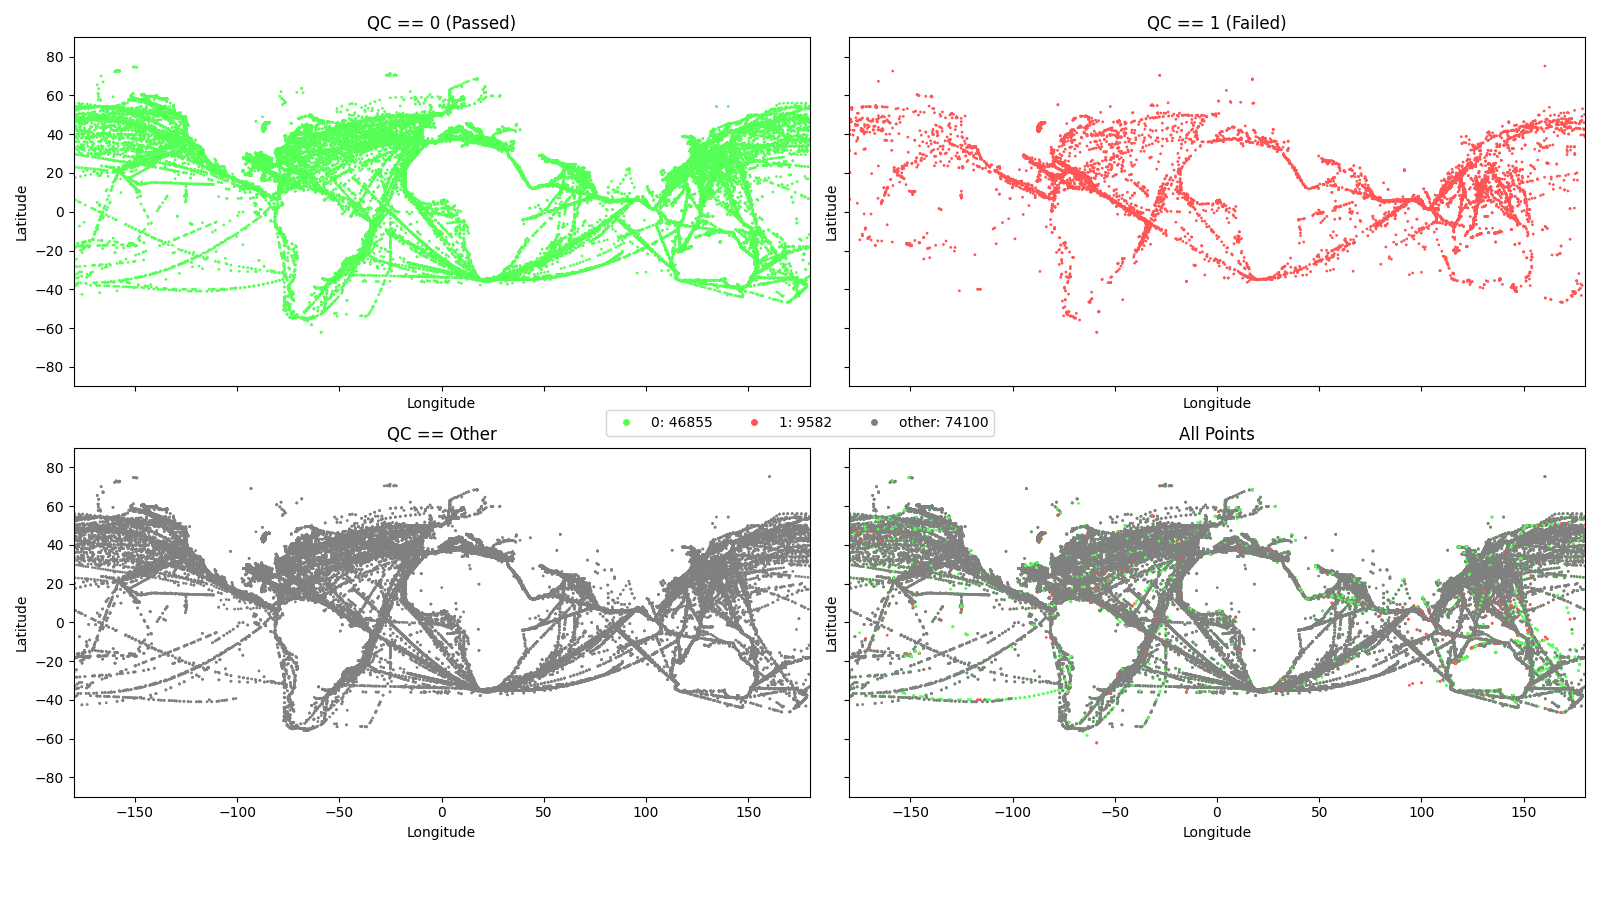 QC == 0 (Passed)
QC == 1 (Failed)
80
60
40
20
0
−20
−40
−60
−80
Latitude
Latitude
Longitude
Longitude
0: 46855 1: 9582 other: 74100
QC == Other
All Points
80
60
40
20
0
−20
−40
−60
−80
Latitude
Latitude
−150 −100 −50 0 50 100 150
−150 −100 −50 0 50 100 150
Longitude
Longitude